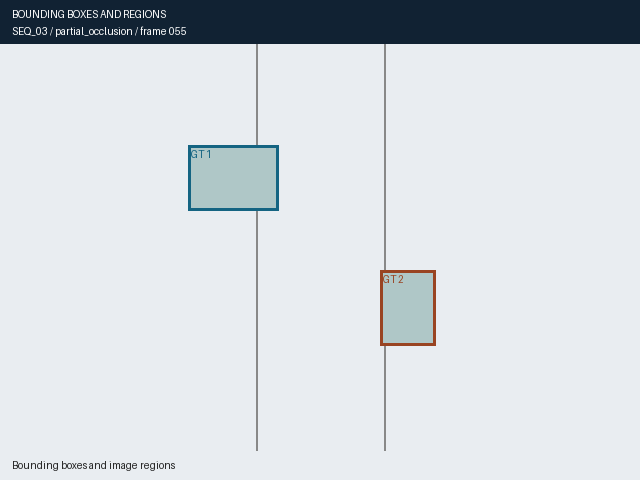 BOUNDING BOXES AND REGIONS
SEQ_03 / partial_occlusion / frame 055
GT1
GT2
Bounding boxes and image regions